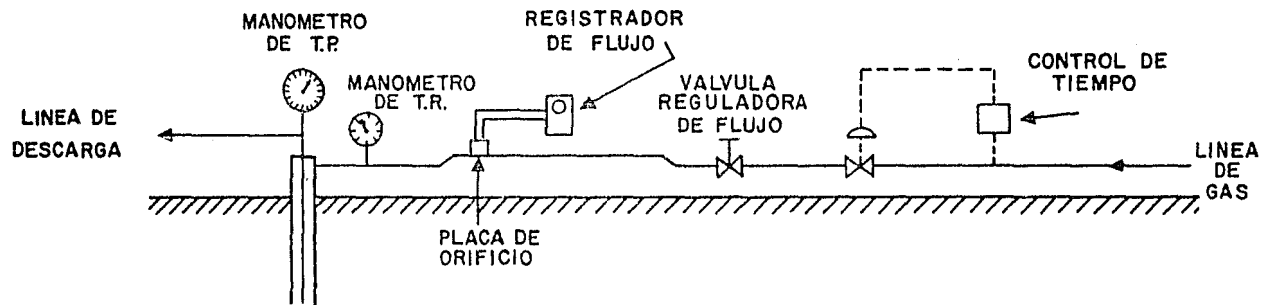 MANOMETRO
DE T.P.
REGISTRADOR
DE FLUJO
MANOMETRO
DE T.R.
VALVULA
REGULADORA
DE FLUJO
CONTROL DE
TIEMPO
LINEA DE
DESCARGA
LINEA
DE
GAS
PLACA DE
ORIFICIO